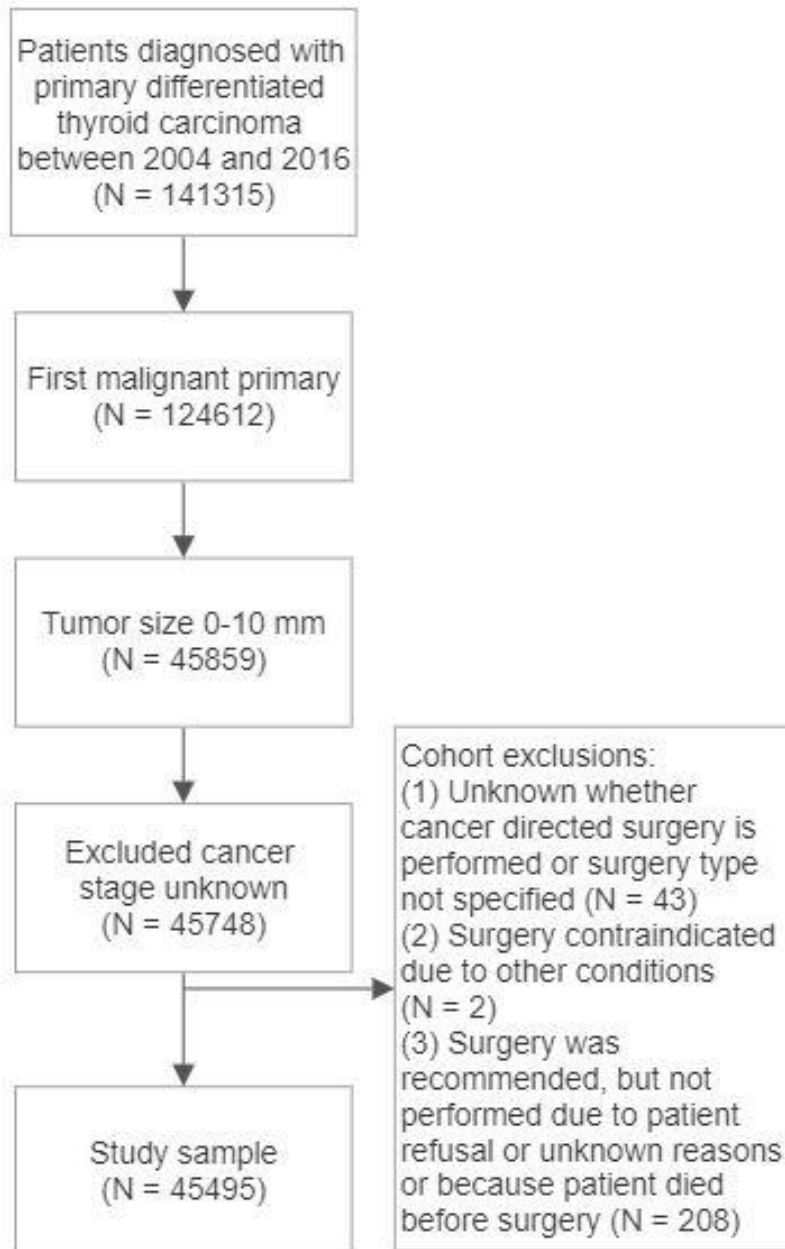 Patients diagnosed with
primary differentiated
thyroid carcinoma
between 2004 and 2016
(N = 141315)
First malignant primary
(N = 124612)
Tumor size 0-10 mm
(N = 45859)
Excluded cancer
stage unknown
(N = 45748)
Cohort exclusions:
(1) Unknown whether
cancer directed surgery is
performed or surgery type
not specified (N = 43)
(2) Surgery contraindicated
due to other conditions
(N = 2)
(3) Surgery was
recommended, but not
performed due to patient
refusal or unknown reasons
or because patient died
before surgery (N = 208)
Study sample
(N = 45495)